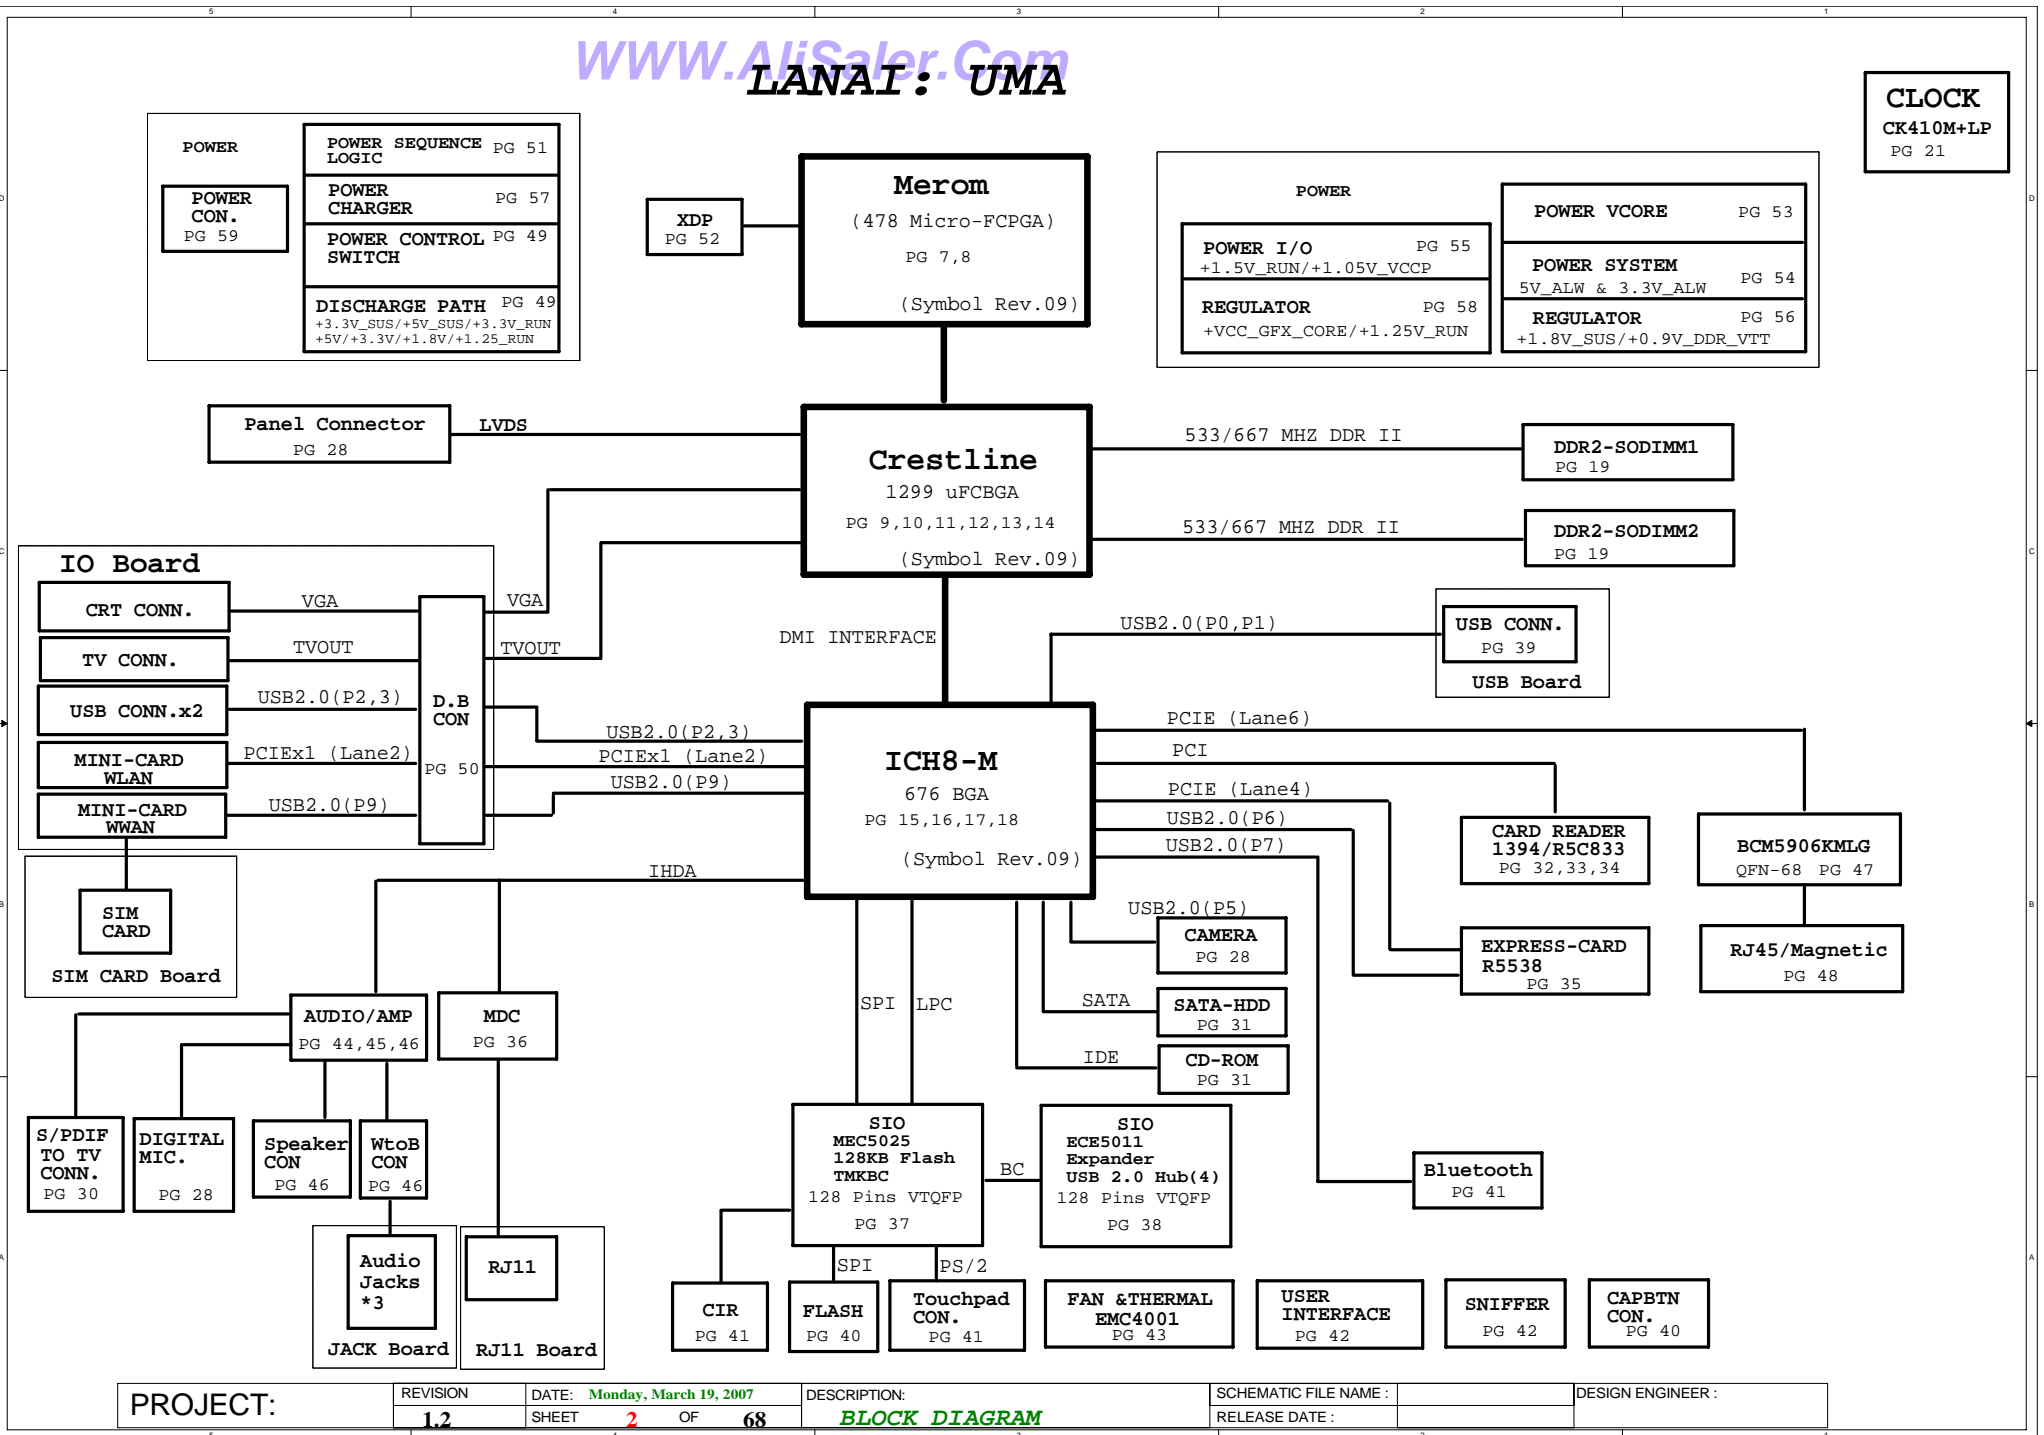 WWW.AliSaler.Com
LANAI: UMA
CLOCK
CK410M+LP
PG 21
POWER
POWER CON.
PG 59
POWER SEQUENCE LOGIC PG 51
POWER CHARGER PG 57
POWER CONTROL SWITCH PG 49
DISCHARGE PATH PG 49
+3.3V_SUS/+5V_SUS/+3.3V_RUN
+5V/+3.3V/+1.8V/+1.25_RUN
XDP
PG 52
Merom
(478 Micro-FCPGA)
PG 7,8
(Symbol Rev.09)
POWER
POWER I/O PG 55
+1.5V_RUN/+1.05V_VCCP
REGULATOR PG 58
+VCC_GFX_CORE/+1.25V_RUN
POWER VCORE PG 53
POWER SYSTEM PG 54
5V_ALW & 3.3V_ALW
REGULATOR PG 56
+1.8V_SUS/+0.9V_DDR_VTT
Panel Connector
PG 28
LVDS
Crestline
1299 uFCBGA
PG 9,10,11,12,13,14
(Symbol Rev.09)
533/667 MHZ DDR II
DDR2-SODIMM1
PG 19
533/667 MHZ DDR II
DDR2-SODIMM2
PG 19
IO Board
CRT CONN.
VGA
VGA
TV CONN.
TVOUT
TVOUT
USB CONN.x2
USB2.0(P2,3)
D.B CON
PG 50
USB2.0(P2,3)
MINI-CARD WLAN
PCIEx1 (Lane2)
PCIEx1 (Lane2)
MINI-CARD WWAN
USB2.0(P9)
USB2.0(P9)
SIM CARD
SIM CARD Board
DMI INTERFACE
USB2.0(P0,P1)
USB CONN.
PG 39
USB Board
ICH8-M
676 BGA
PG 15,16,17,18
(Symbol Rev.09)
PCIE (Lane6)
PCI
PCIE (Lane4)
USB2.0(P6)
USB2.0(P7)
CARD READER
1394/R5C833
PG 32,33,34
BCM5906KMLG
QFN-68 PG 47
EXPRESS-CARD
R5538
PG 35
RJ45/Magnetic
PG 48
IHDA
USB2.0(P5)
CAMERA
PG 28
SPI
LPC
SATA
SATA-HDD
PG 31
IDE
CD-ROM
PG 31
AUDIO/AMP
PG 44,45,46
MDC
PG 36
S/PDIF TO TV CONN.
PG 30
DIGITAL MIC.
PG 28
Speaker CON
PG 46
WtoB CON
PG 46
Audio Jacks *3
JACK Board
RJ11
RJ11 Board
SIO
MEC5025
128KB Flash
TMKBC
128 Pins VTQFP
PG 37
BC
SIO
ECE5011
Expander
USB 2.0 Hub(4)
128 Pins VTQFP
PG 38
Bluetooth
PG 41
SPI
PS/2
CIR
PG 41
FLASH
PG 40
Touchpad CON.
PG 41
FAN &THERMAL
EMC4001
PG 43
USER INTERFACE
PG 42
SNIFFER
PG 42
CAPBTN CON.
PG 40
PROJECT:
REVISION
1.2
DATE: Monday, March 19, 2007
SHEET 2 OF 68
DESCRIPTION:
BLOCK DIAGRAM
SCHEMATIC FILE NAME :
RELEASE DATE :
DESIGN ENGINEER :